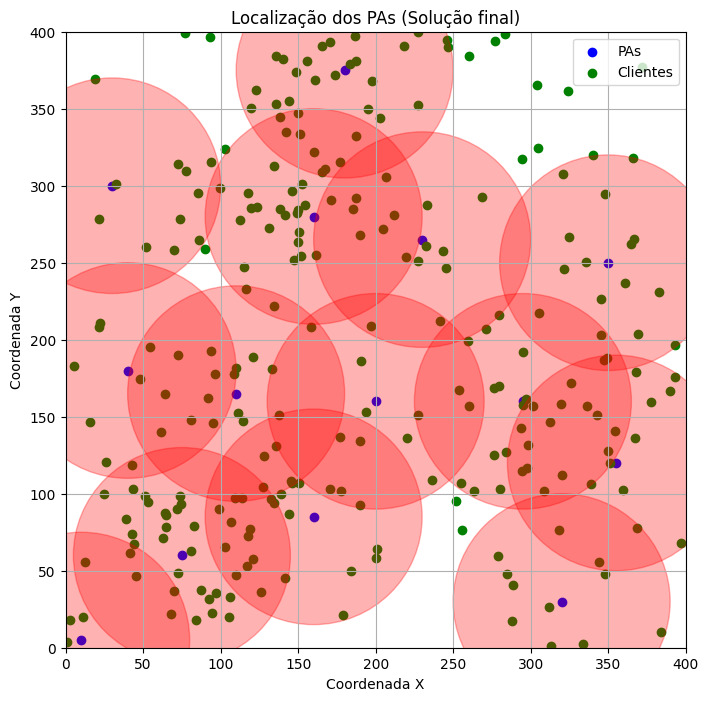 Localização dos PAs (Solução final)
PAs
Clientes
400
350
300
250
200
150
100
50
0
Coordenada Y
0 50 100 150 200 250 300 350 400
Coordenada X